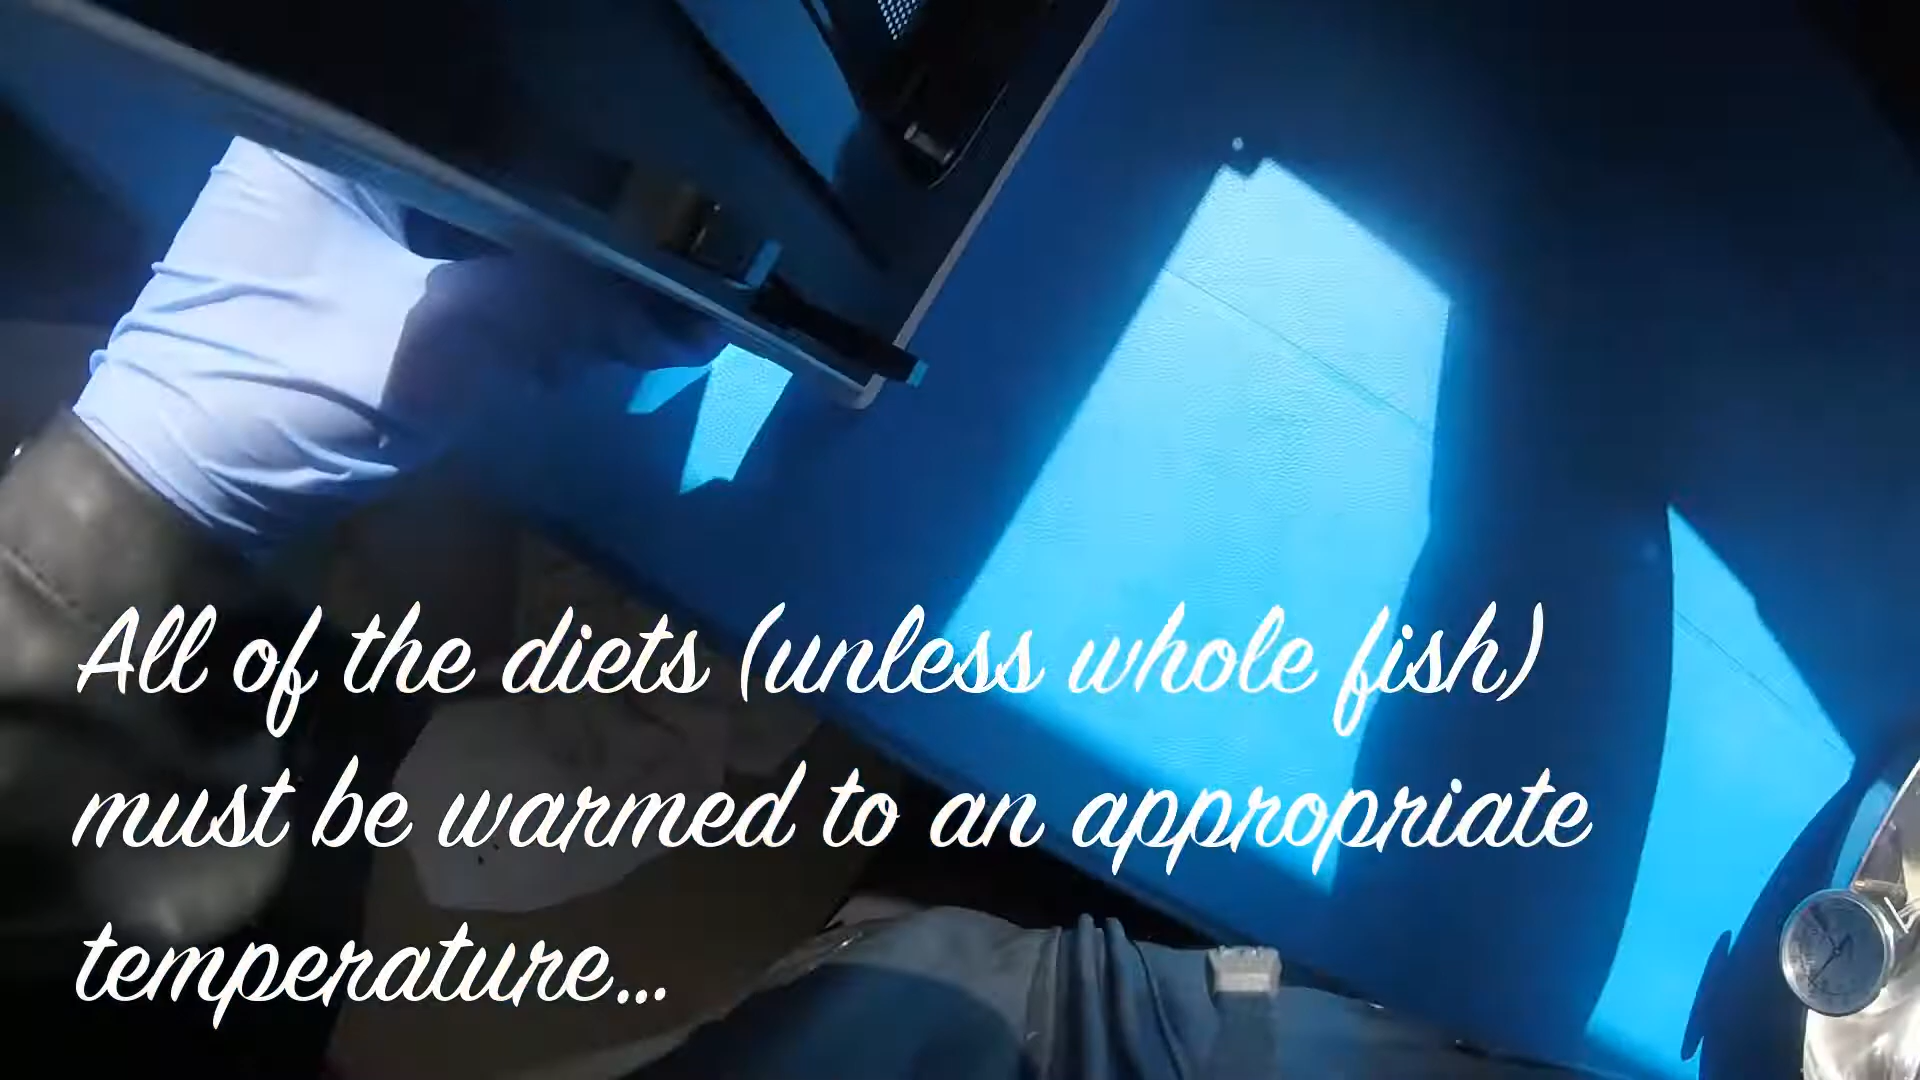 All of the diets (unless whole fish)
must be warmed to an appropriate
temperature...